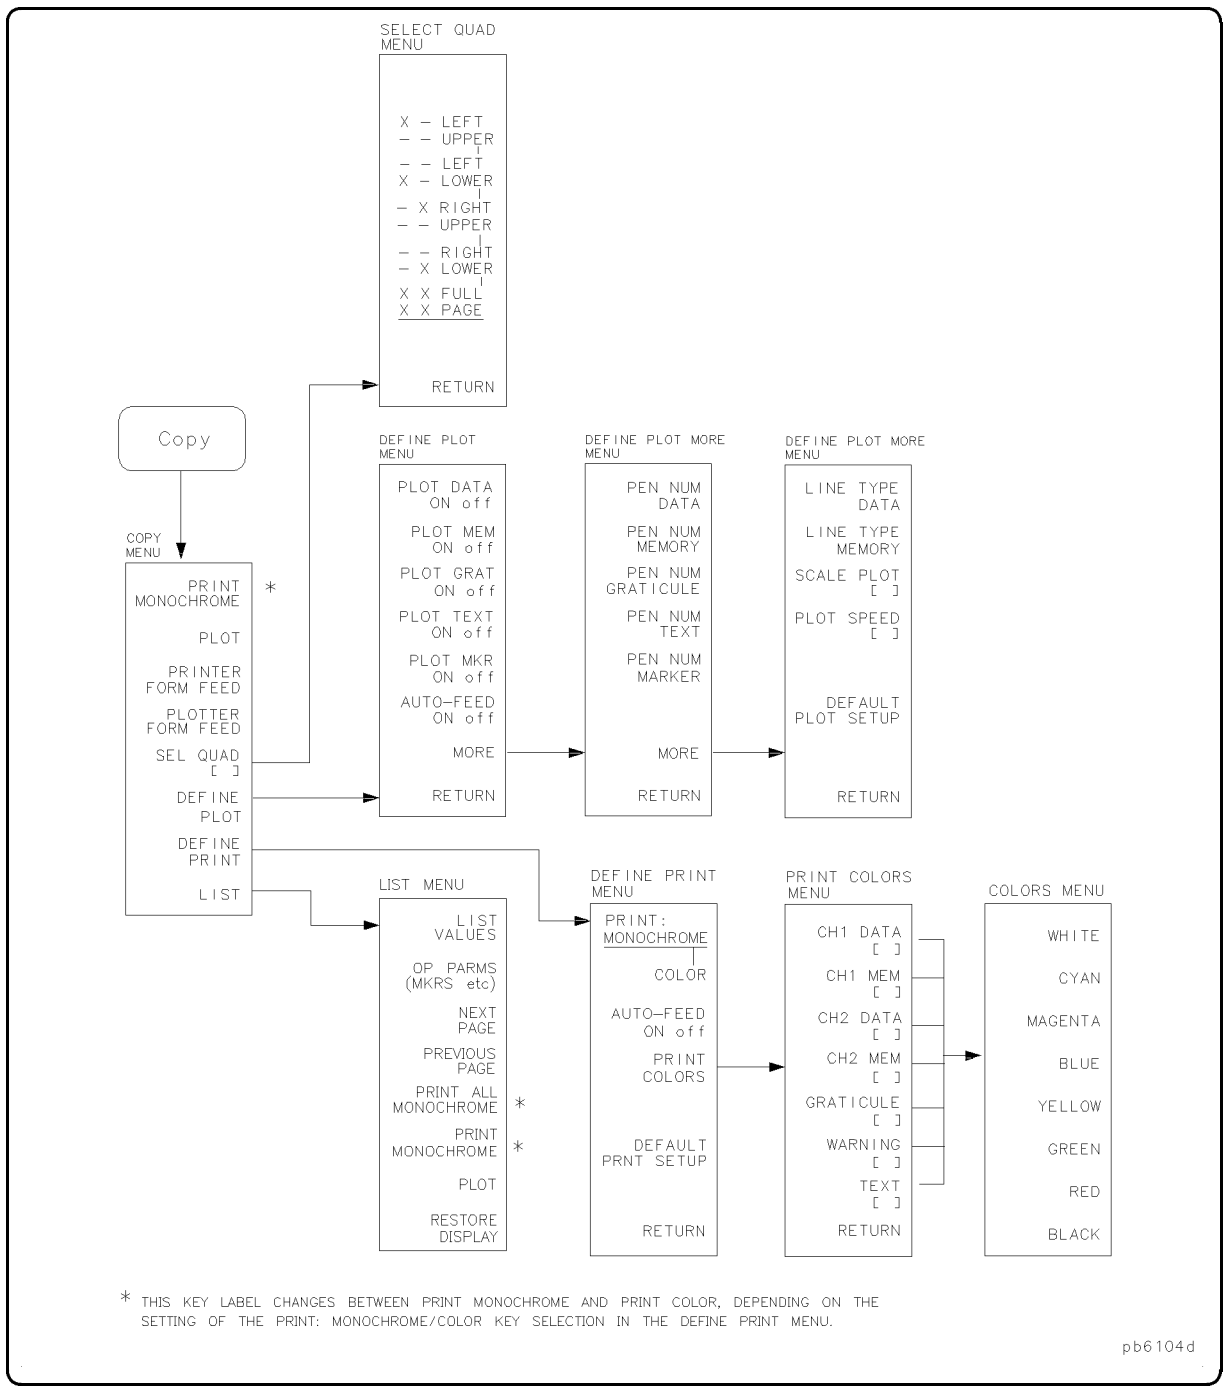 SELECT QUAD
MENU
X – LEFT
– – UPPER
– – LEFT
X – LOWER
– X RIGHT
– – UPPER
– – RIGHT
– X LOWER
X X FULL
X X PAGE
RETURN
Copy
COPY
MENU
PRINT
MONOCHROME *
PLOT
PRINTER
FORM FEED
PLOTTER
FORM FEED
SEL QUAD
[ ]
DEFINE
PLOT
DEFINE
PRINT
LIST
DEFINE PLOT
MENU
PLOT DATA
ON off
PLOT MEM
ON off
PLOT GRAT
ON off
PLOT TEXT
ON off
PLOT MKR
ON off
AUTO–FEED
ON off
MORE
RETURN
DEFINE PLOT MORE
MENU
PEN NUM
DATA
PEN NUM
MEMORY
PEN NUM
GRATICULE
PEN NUM
TEXT
PEN NUM
MARKER
MORE
RETURN
DEFINE PLOT MORE
MENU
LINE TYPE
DATA
LINE TYPE
MEMORY
SCALE PLOT
[ ]
PLOT SPEED
[ ]
DEFAULT
PLOT SETUP
RETURN
LIST MENU
LIST
VALUES
OP PARMS
(MKRS etc)
NEXT
PAGE
PREVIOUS
PAGE
PRINT ALL
MONOCHROME *
PRINT
MONOCHROME *
PLOT
RESTORE
DISPLAY
DEFINE PRINT
MENU
PRINT:
MONOCHROME
COLOR
AUTO–FEED
ON off
PRINT
COLORS
DEFAULT
PRNT SETUP
RETURN
PRINT COLORS
MENU
CH1 DATA
[ ]
CH1 MEM
[ ]
CH2 DATA
[ ]
CH2 MEM
[ ]
GRATICULE
[ ]
WARNING
[ ]
TEXT
[ ]
RETURN
COLORS MENU
WHITE
CYAN
MAGENTA
BLUE
YELLOW
GREEN
RED
BLACK
* THIS KEY LABEL CHANGES BETWEEN PRINT MONOCHROME AND PRINT COLOR, DEPENDING ON THE
SETTING OF THE PRINT: MONOCHROME/COLOR KEY SELECTION IN THE DEFINE PRINT MENU.
pb6104d